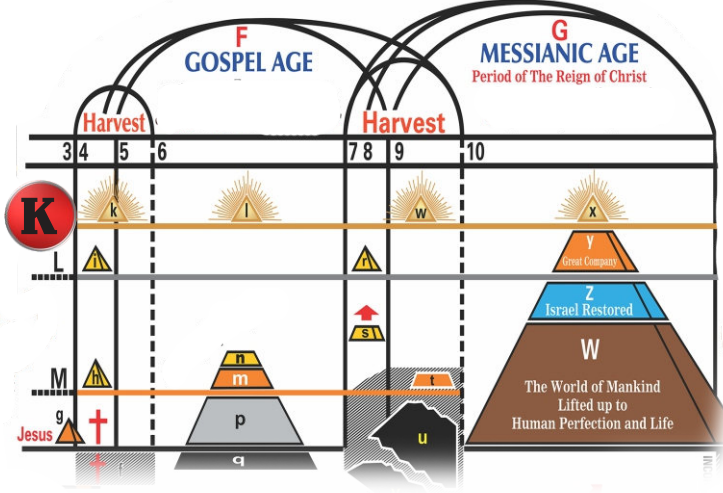 F
GOSPEL AGE
G
MESSIANIC AGE
Period of The Reign of Christ
Harvest
Harvest
3 4 5 6 7 8 9 10
K
k
l
w
x
L
i
r
y
Great Company
s
Z
Israel Restored
M
h
n
m
t
W
The World of Mankind
Lifted up to
Human Perfection and Life
g
Jesus
p
u
f
q